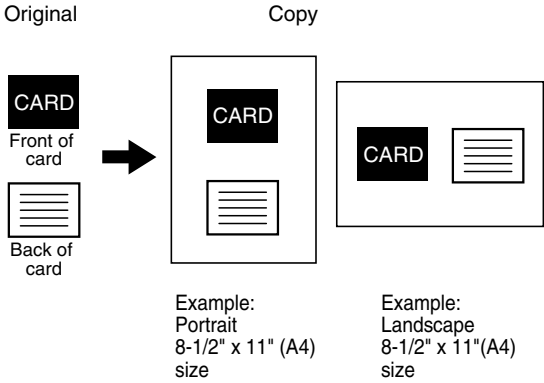 Original
Copy
CARD
Front of
card
Back of
card
CARD
CARD
Example:
Portrait
8-1/2" x 11" (A4)
size
Example:
Landscape
8-1/2" x 11"(A4)
size